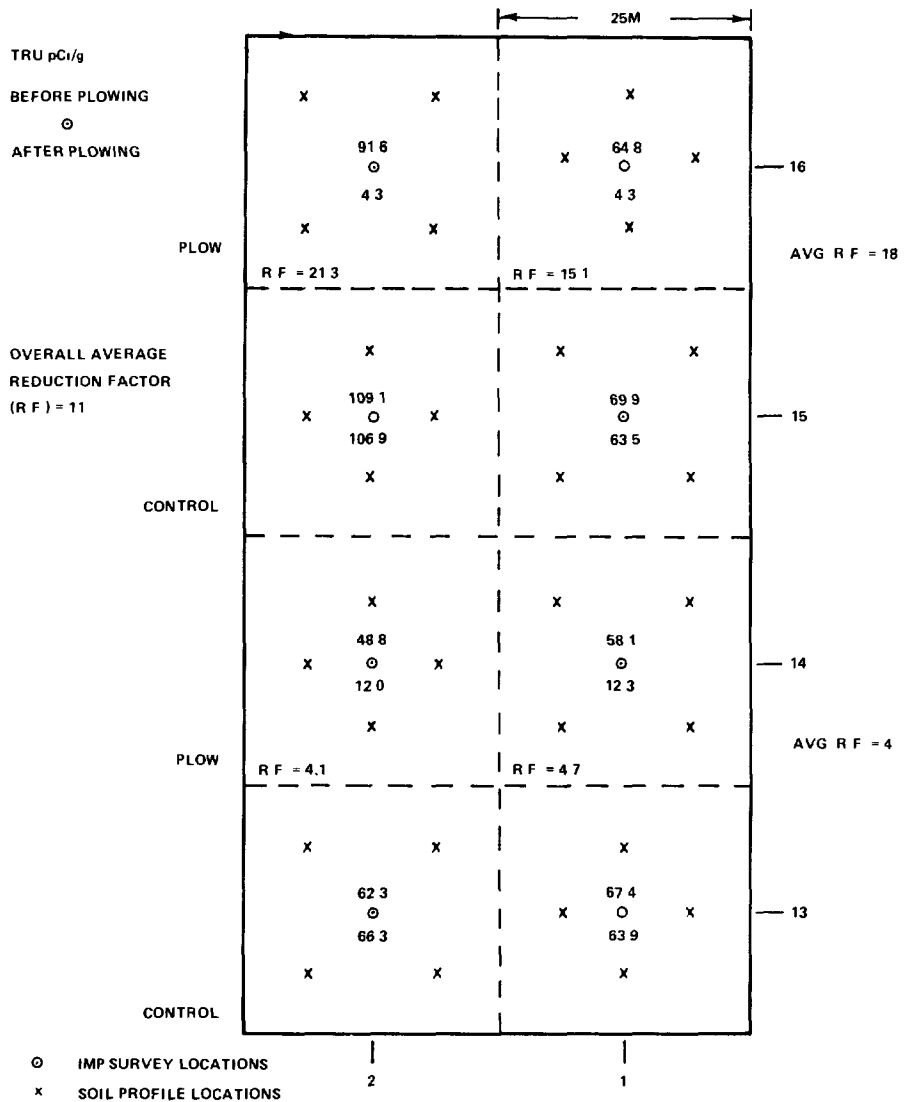 25M
TRU pCi/g
BEFORE PLOWING
AFTER PLOWING
91 6
4 3
64 8
4 3
16
PLOW
R F = 21 3
R F = 15 1
AVG R F = 18
OVERALL AVERAGE
REDUCTION FACTOR
(R F) = 11
109 1
106 9
69 9
63 5
15
CONTROL
48 8
12 0
58 1
12 3
14
PLOW
R F = 4.1
R F = 4 7
AVG R F = 4
62 3
66 3
67 4
63 9
13
CONTROL
IMP SURVEY LOCATIONS
x SOIL PROFILE LOCATIONS
2
1